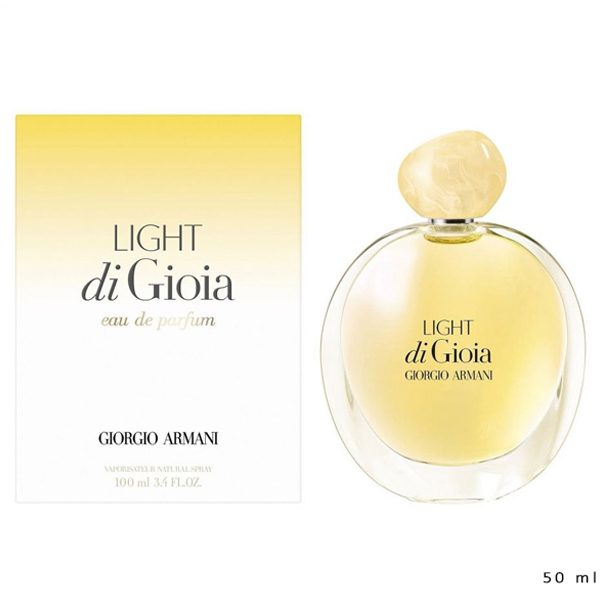 LIGHT
di Gioia
eau de parfum
GIORGIO ARMANI
VAPORISATEUR NATURAL SPRAY
100 ml 3.4 FL.OZ.
LIGHT
di Gioia
GIORGIO ARMANI
50 ml